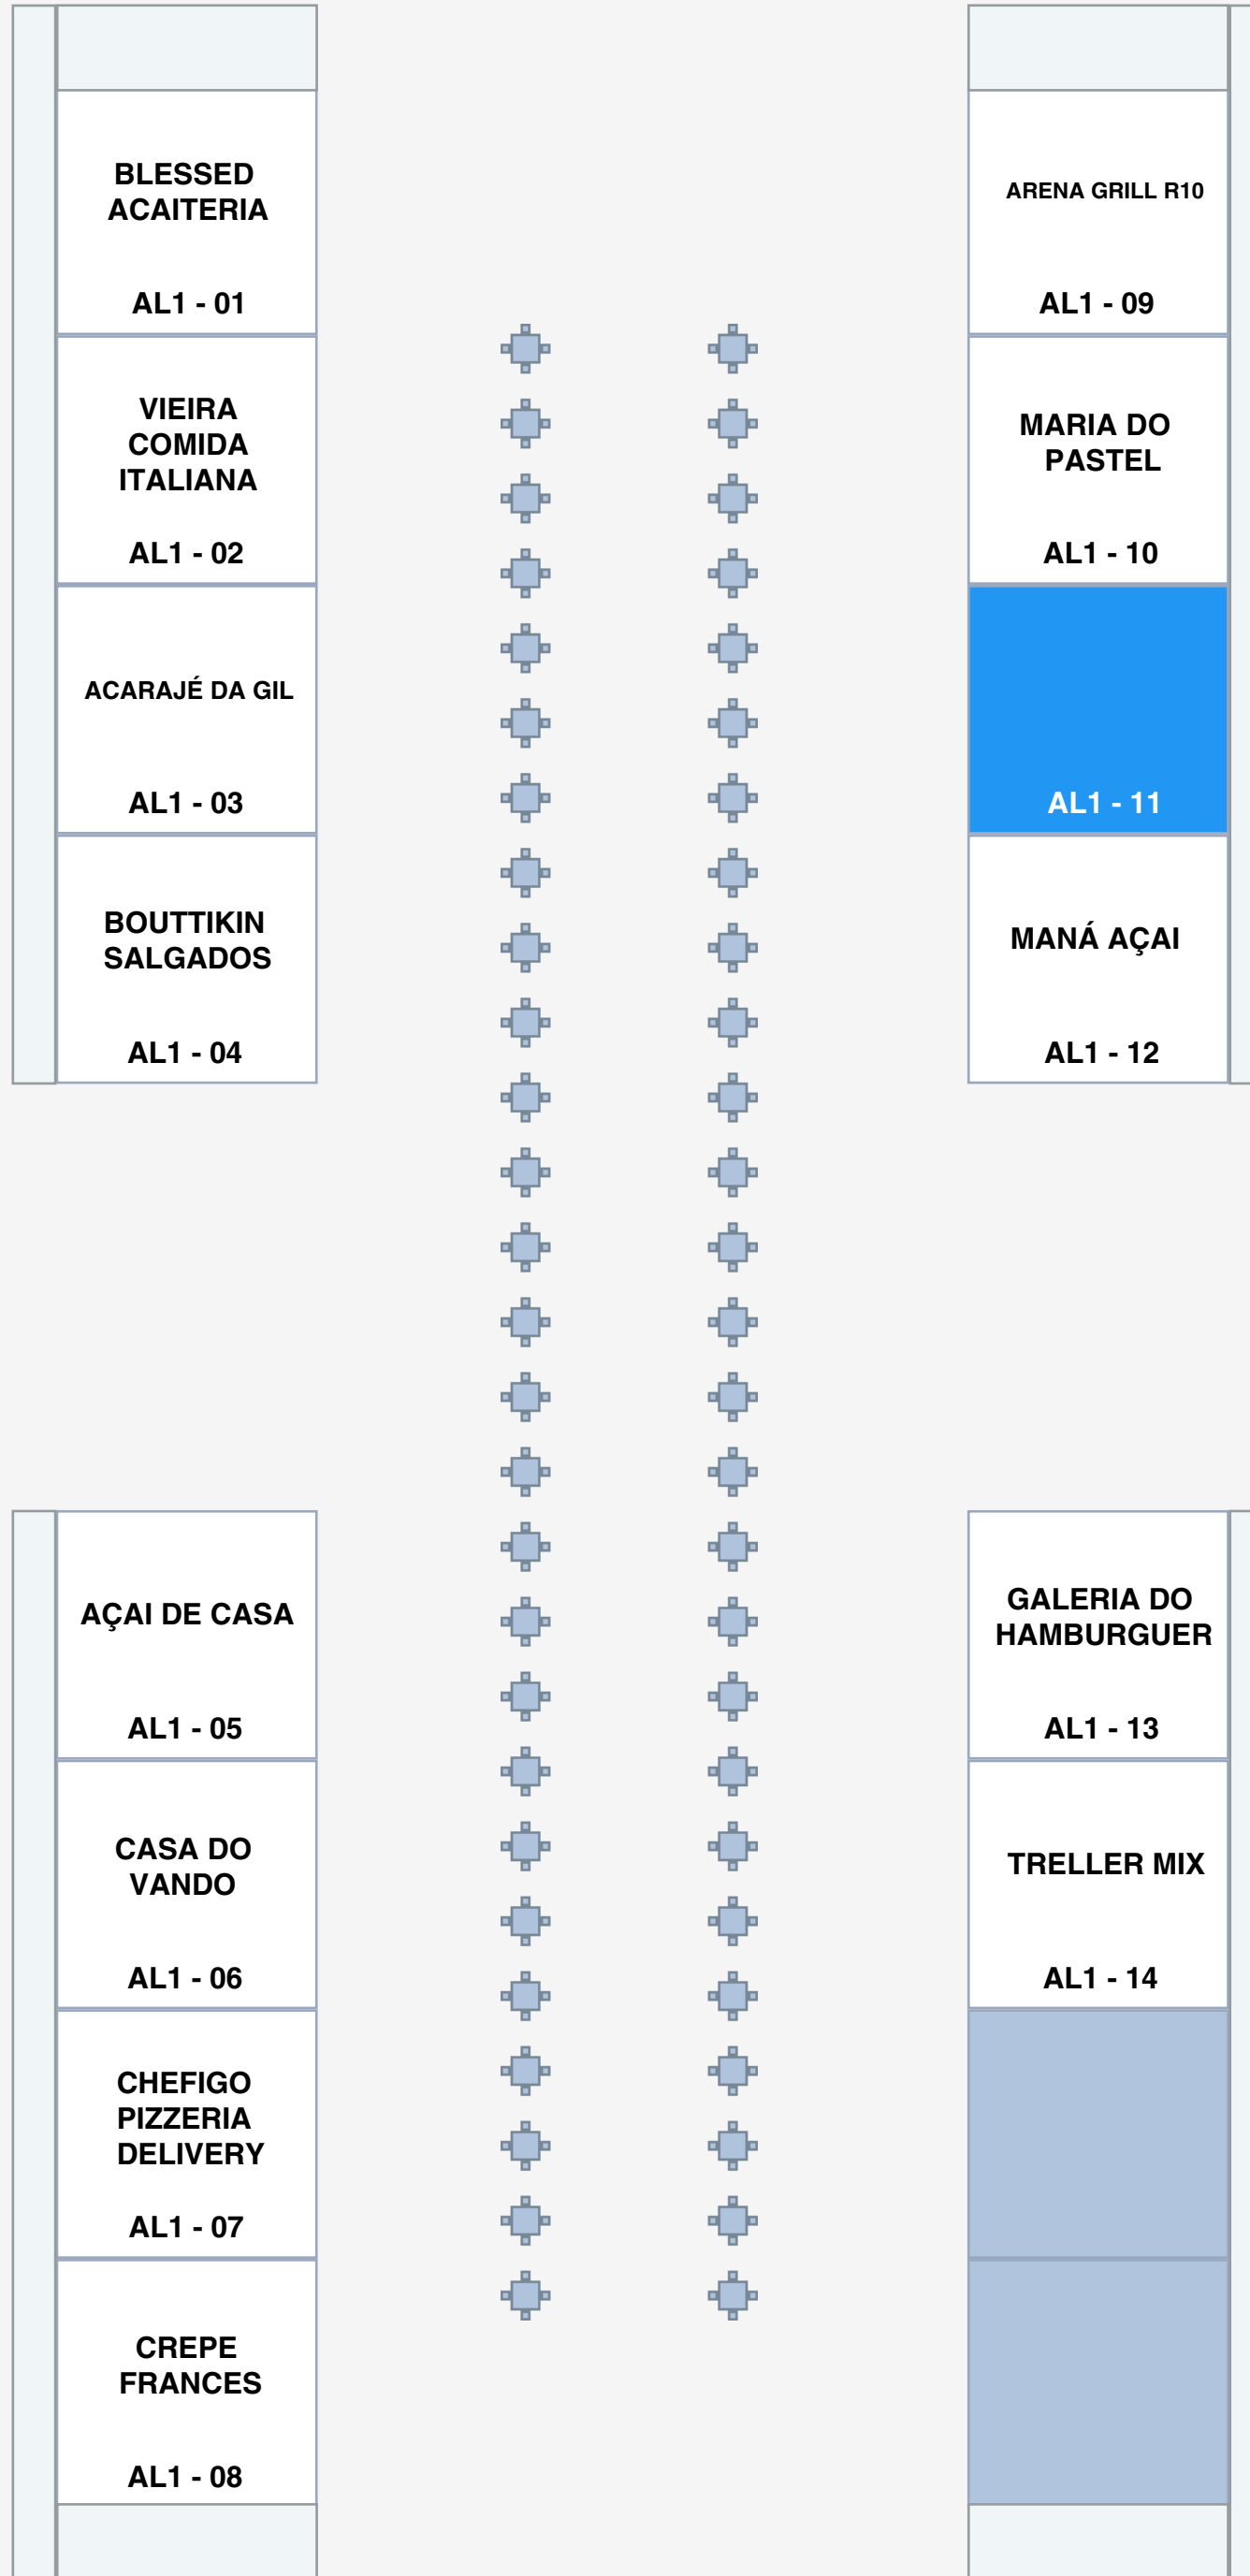 BLESSED
ACAITERIA
AL1 - 01
VIEIRA
COMIDA
ITALIANA
AL1 - 02
ACARAJÉ DA GIL
AL1 - 03
BOUTTIKIN
SALGADOS
AL1 - 04
AÇAI DE CASA
AL1 - 05
CASA DO
VANDO
AL1 - 06
CHEFIGO
PIZZERIA
DELIVERY
AL1 - 07
CREPE
FRANCES
AL1 - 08
ARENA GRILL R10
AL1 - 09
MARIA DO
PASTEL
AL1 - 10
AL1 - 11
MANÁ AÇAI
AL1 - 12
GALERIA DO
HAMBURGUER
AL1 - 13
TRELLER MIX
AL1 - 14